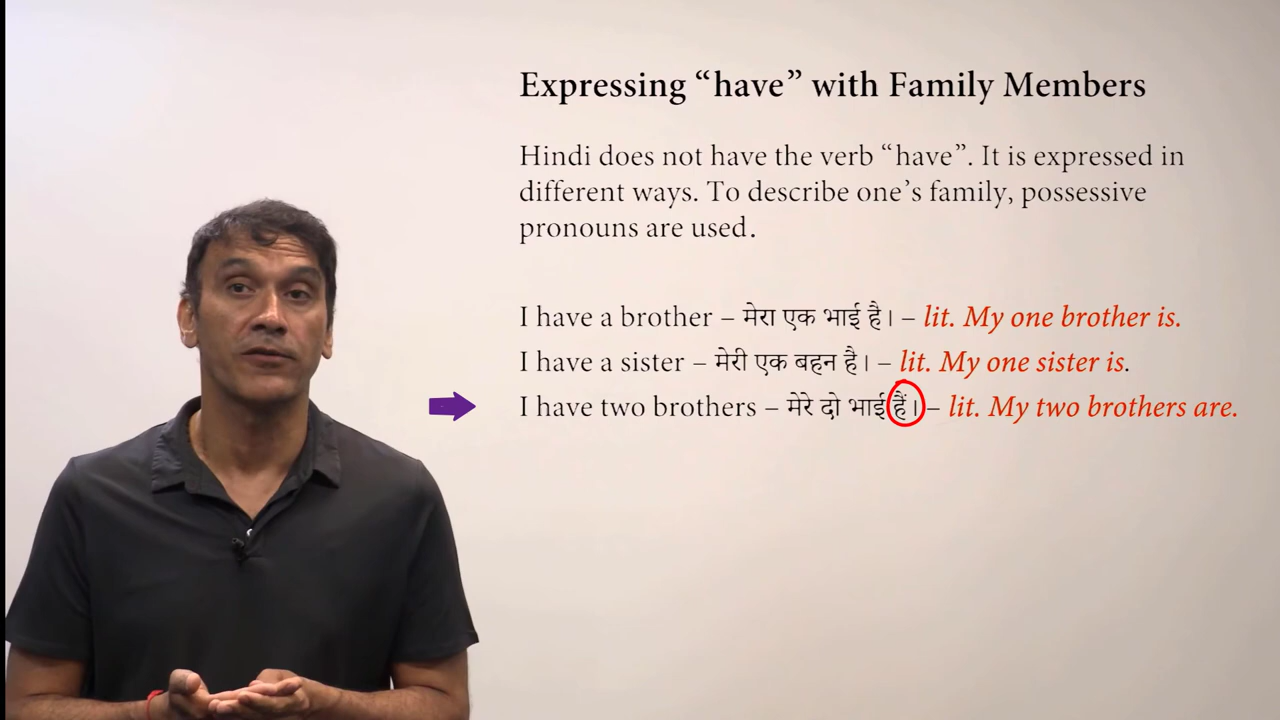 Expressing “have” with Family Members
Hindi does not have the verb “have”. It is expressed in
different ways. To describe one’s family, possessive
pronouns are used.
I have a brother – मेरा एक भाई है। – lit. My one brother is.
I have a sister – मेरी एक बहन है। – lit. My one sister is.
I have two brothers – मेरे दो भाई हैं। – lit. My two brothers are.